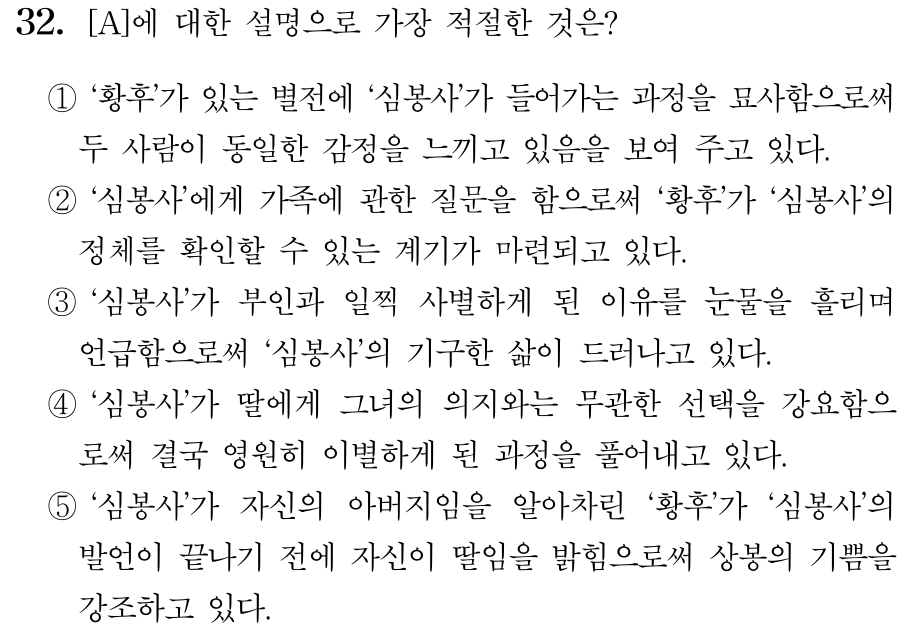 32. [A]에 대한 설명으로 가장 적절한 것은?
① ‘황후’가 있는 별전에 ‘심봉사’가 들어가는 과정을 묘사함으로써
두 사람이 동일한 감정을 느끼고 있음을 보여 주고 있다.
② ‘심봉사’에게 가족에 관한 질문을 함으로써 ‘황후’가 ‘심봉사’의
정체를 확인할 수 있는 계기가 마련되고 있다.
③ ‘심봉사’가 부인과 일찍 사별하게 된 이유를 눈물을 흘리며
언급함으로써 ‘심봉사’의 기구한 삶이 드러나고 있다.
④ ‘심봉사’가 딸에게 그녀의 의지와는 무관한 선택을 강요함으
로써 결국 영원히 이별하게 된 과정을 풀어내고 있다.
⑤ ‘심봉사’가 자신의 아버지임을 알아차린 ‘황후’가 ‘심봉사’의
발언이 끝나기 전에 자신이 딸임을 밝힘으로써 상봉의 기쁨을
강조하고 있다.